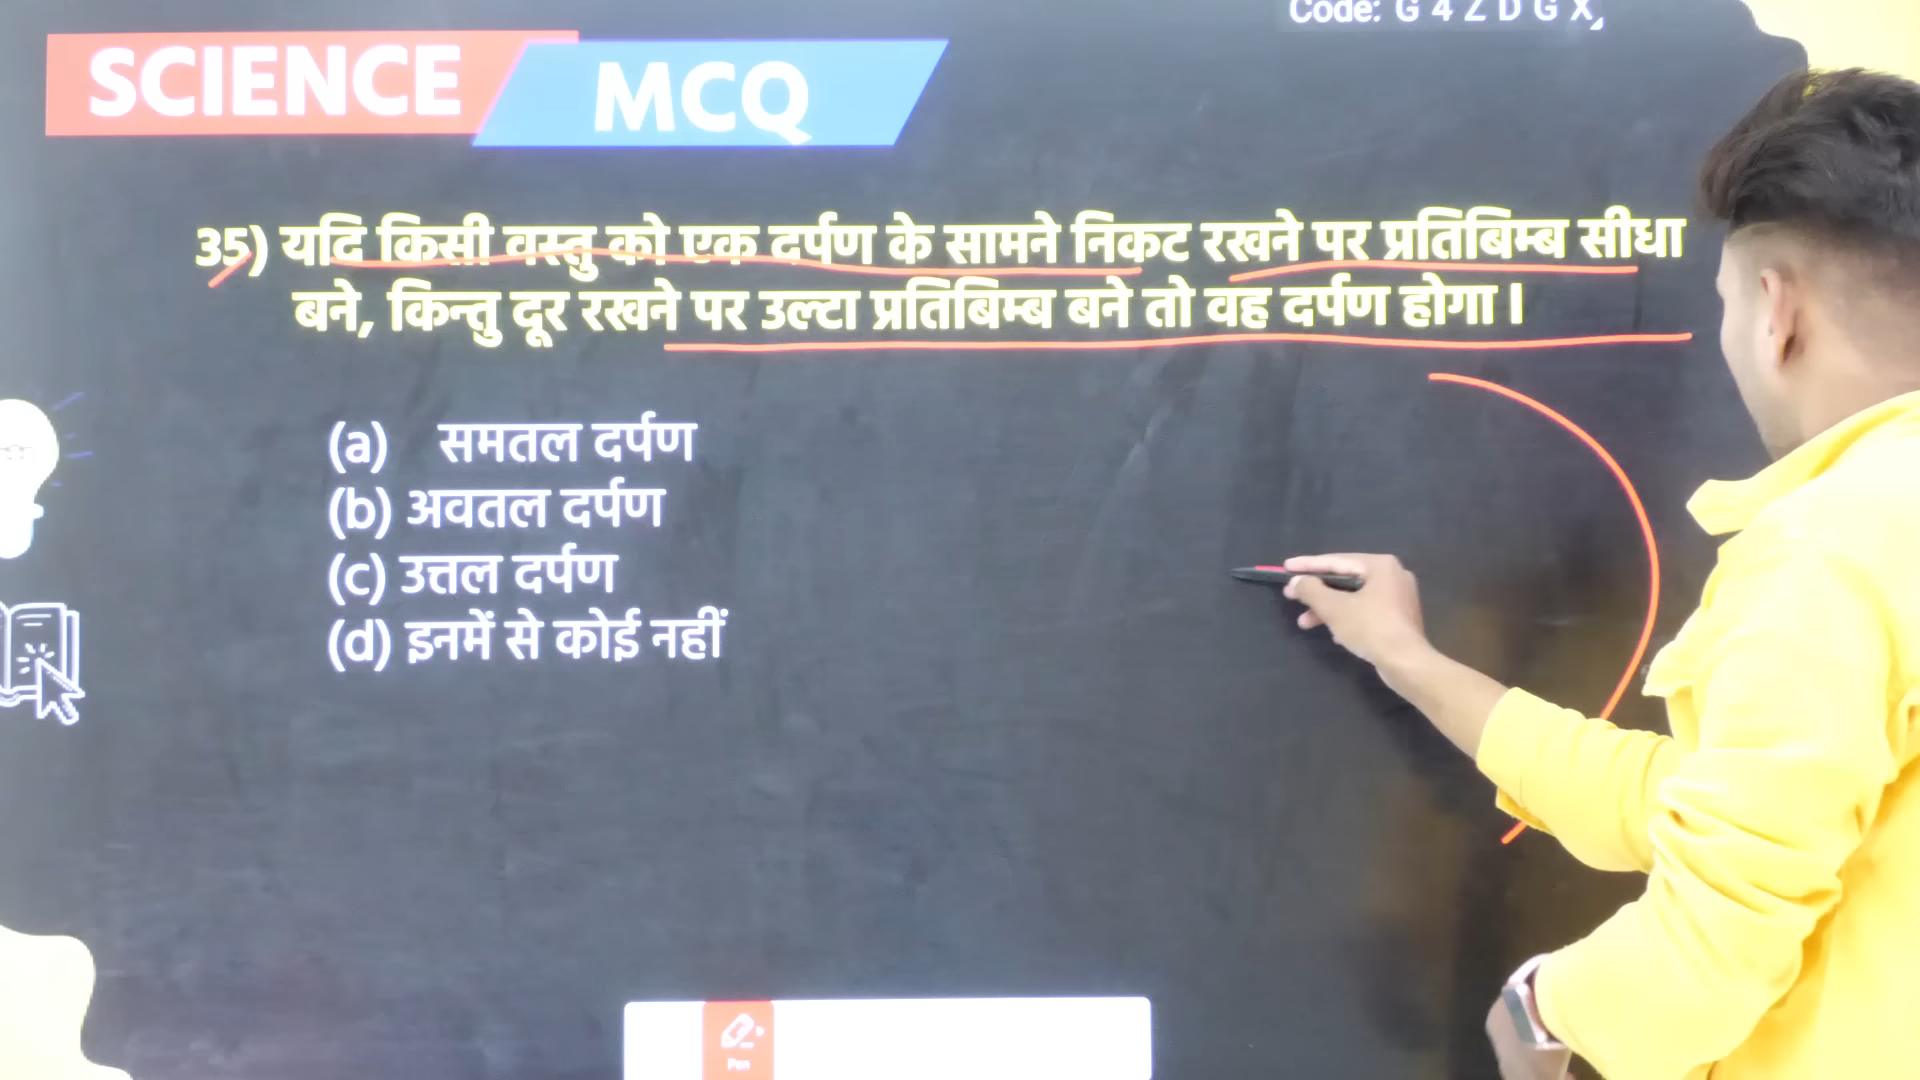 Code: G 4 Z D G X
SCIENCE MCQ
35) यदि किसी वस्तु को एक दर्पण के सामने निकट रखने पर प्रतिबिम्ब सीधा
बने, किन्तु दूर रखने पर उल्टा प्रतिबिम्ब बने तो वह दर्पण होगा।
(a) समतल दर्पण
(b) अवतल दर्पण
(c) उत्तल दर्पण
(d) इनमें से कोई नहीं
Pen